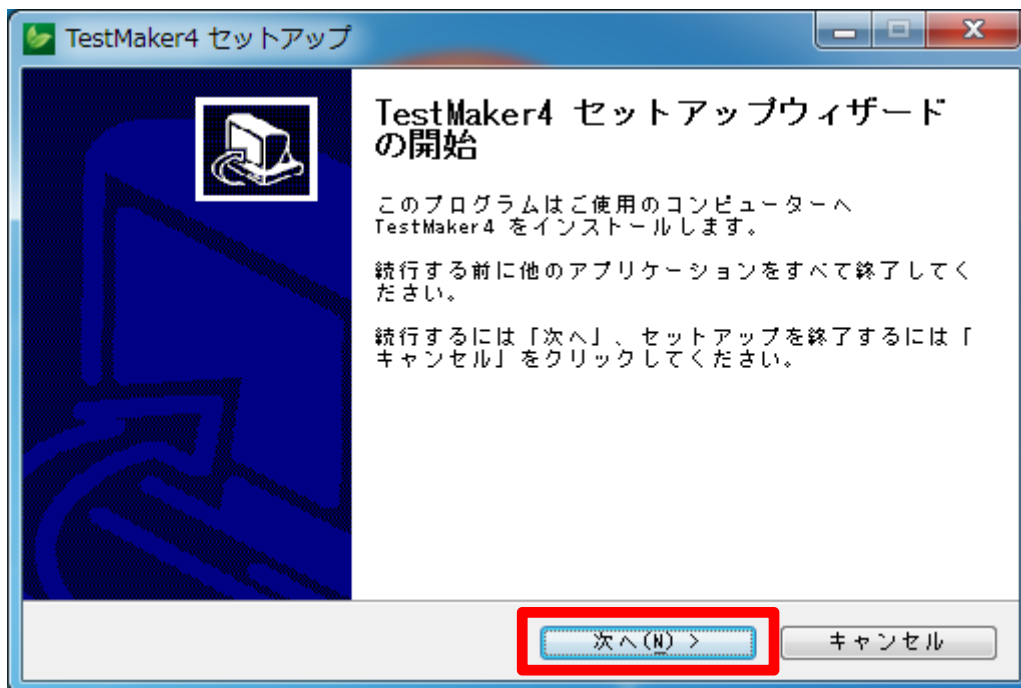 TestMaker4 セットアップ
TestMaker4 セットアップウィザード
の開始
このプログラムはご使用のコンピューターへ
TestMaker4 をインストールします。
続行する前に他のアプリケーションをすべて終了してく
ださい。
続行するには「次へ」、セットアップを終了するには「
キャンセル」をクリックしてください。
次へ(N) >
キャンセル